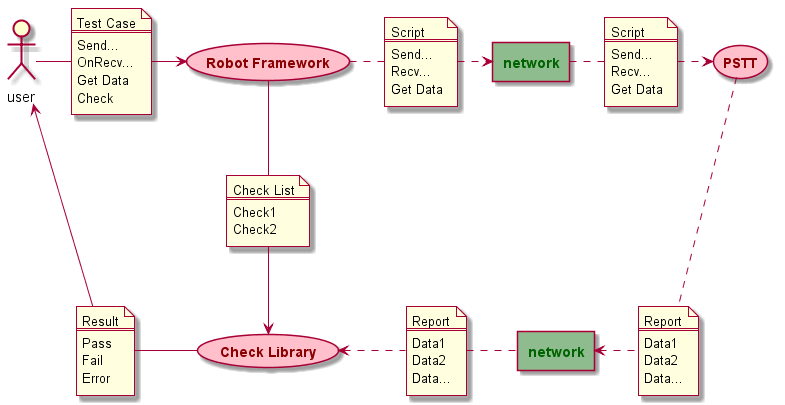 Test Case
Send...
OnRecv...
Get Data
Check
user
Robot Framework
Script
Send...
Recv...
Get Data
network
Script
Send...
Recv...
Get Data
PSTT
Check List
Check1
Check2
Result
Pass
Fail
Error
Check Library
Report
Data1
Data2
Data...
network
Report
Data1
Data2
Data...